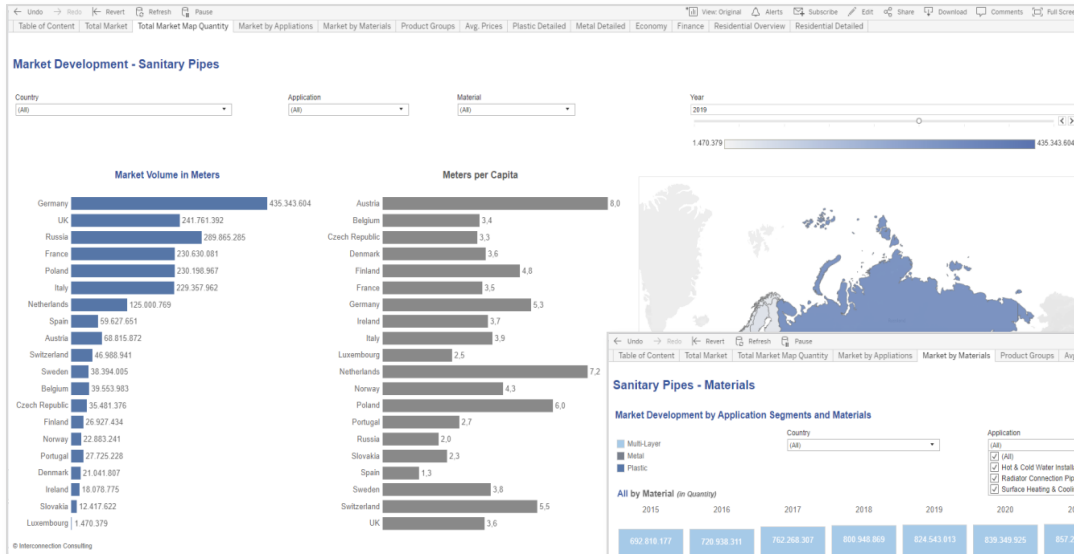 Undo Redo Revert Refresh Pause View: Original Alerts Subscribe Edit Share Download Comments Full Scree
Table of Content Total Market Total Market Map Quantity Market by Appliations Market by Materials Product Groups Avg. Prices Plastic Detailed Metal Detailed Economy Finance Residential Overview Residential Detailed
Market Development - Sanitary Pipes
Country Application Material Year
(All) (All) (All) 2019
1.470.379 435.343.604
Market Volume in Meters
Germany 435.343.604
UK 241.761.392
Russia 289.865.285
France 230.630.081
Poland 230.198.967
Italy 229.357.962
Netherlands 125.000.769
Spain 59.627.651
Austria 68.815.872
Switzerland 46.988.941
Sweden 38.394.005
Belgium 39.553.983
Czech Republic 35.481.376
Finland 26.927.434
Norway 22.883.241
Portugal 27.725.228
Denmark 21.041.807
Ireland 18.078.775
Slovakia 12.417.622
Luxembourg 1.470.379
© Interconnection Consulting
Meters per Capita
Austria 8,0
Belgium 3,4
Czech Republic 3,3
Denmark 3,6
Finland 4,8
France 3,5
Germany 5,3
Ireland 3,7
Italy 3,9
Luxembourg 2,5
Netherlands 7,2
Norway 4,3
Poland 6,0
Portugal 2,7
Russia 2,0
Slovakia 2,3
Spain 1,3
Sweden 3,8
Switzerland 5,5
UK 3,6
Undo Redo Revert Refresh Pause
Table of Content Total Market Total Market Map Quantity Market by Appliations Market by Materials Product Groups Av
Sanitary Pipes - Materials
Market Development by Application Segments and Materials
Country Application
Multi-Layer (All) (All)
Metal (All)
Plastic Hot & Cold Water Installa
Radiator Connection Pip
Surface Heating & Coolin
All by Material (in Quantity)
2015 2016 2017 2018 2019 2020 2
692.810.177 720.938.311 762.268.307 800.948.869 824.543.013 839.349.925 857.2